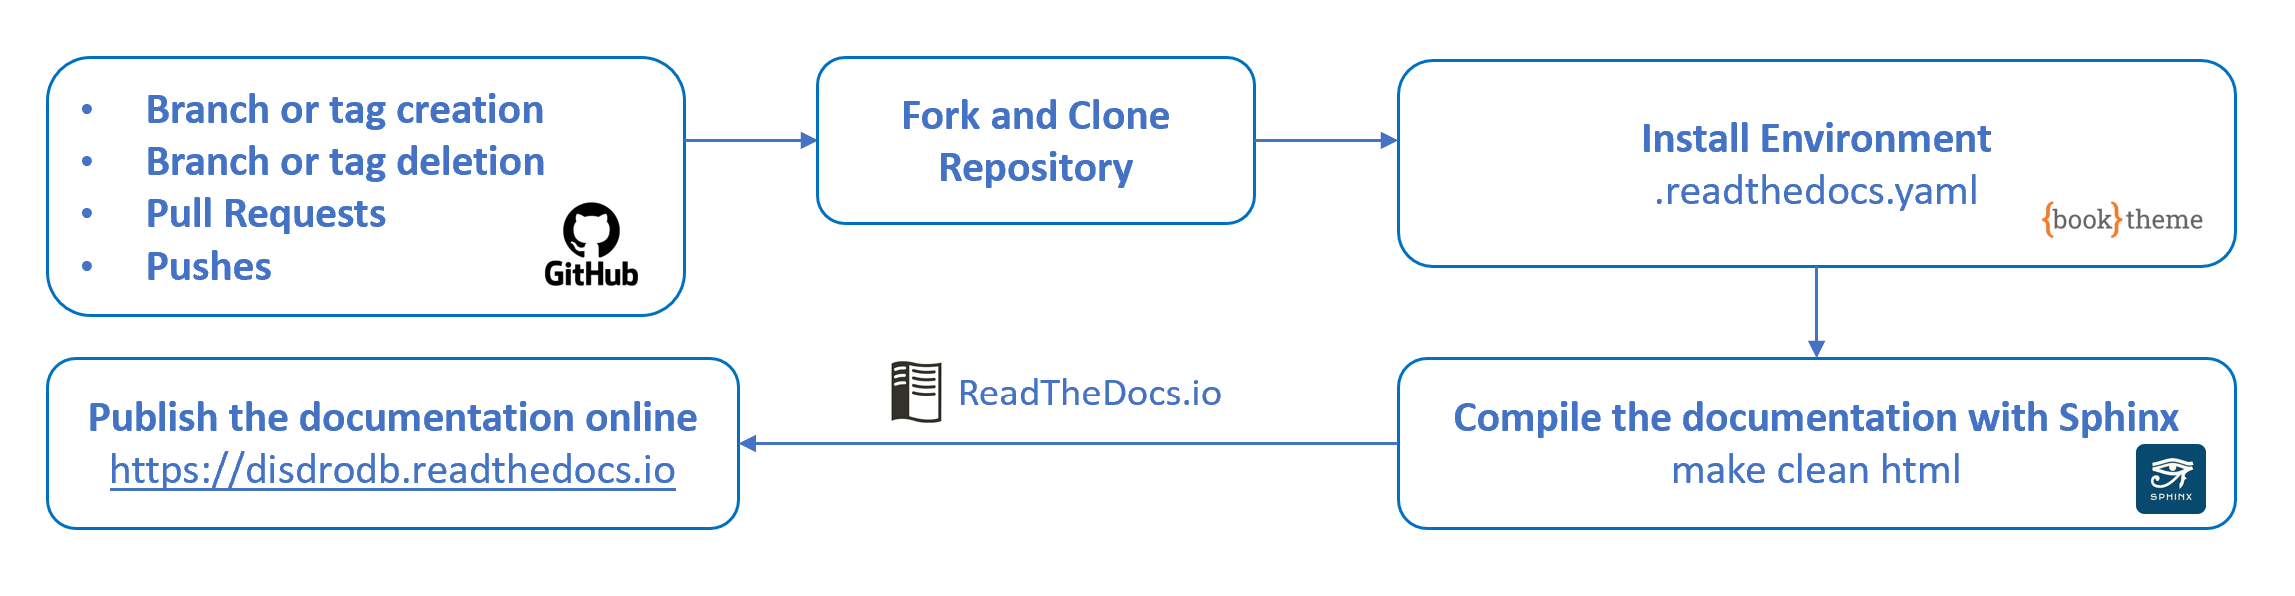 • Branch or tag creation
• Branch or tag deletion
• Pull Requests
• Pushes
GitHub
Fork and Clone
Repository
Install Environment
.readthedocs.yaml
{book}theme
Compile the documentation with Sphinx
make clean html
SPHINX
ReadTheDocs.io
Publish the documentation online
https://disdrodb.readthedocs.io